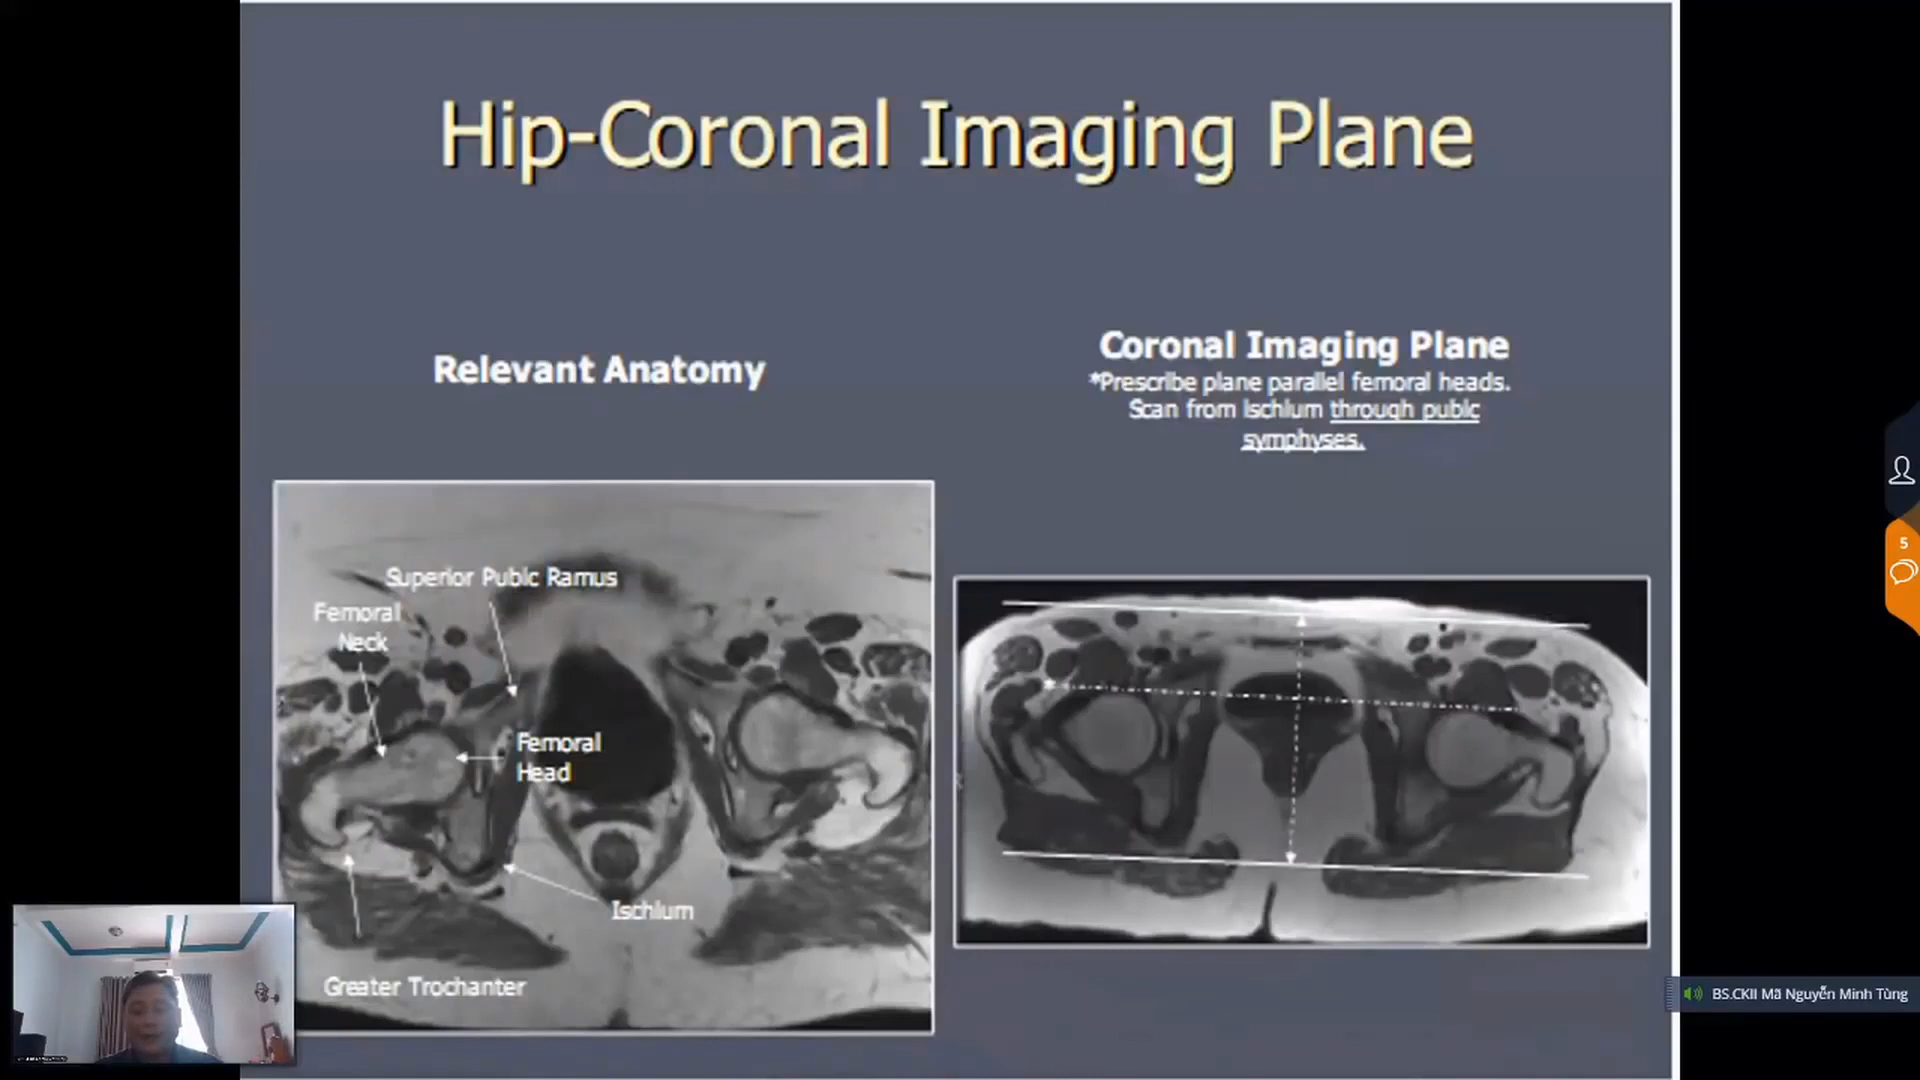 Hip-Coronal Imaging Plane
Relevant Anatomy
Coronal Imaging Plane
*Prescribe plane parallel femoral heads.
Scan from Ischium through pubic
symphyses.
Superior Pubic Ramus
Femoral
Neck
Femoral
Head
Ischium
Greater Trochanter
5
BS.CKII Mã Nguyễn Minh Tùng